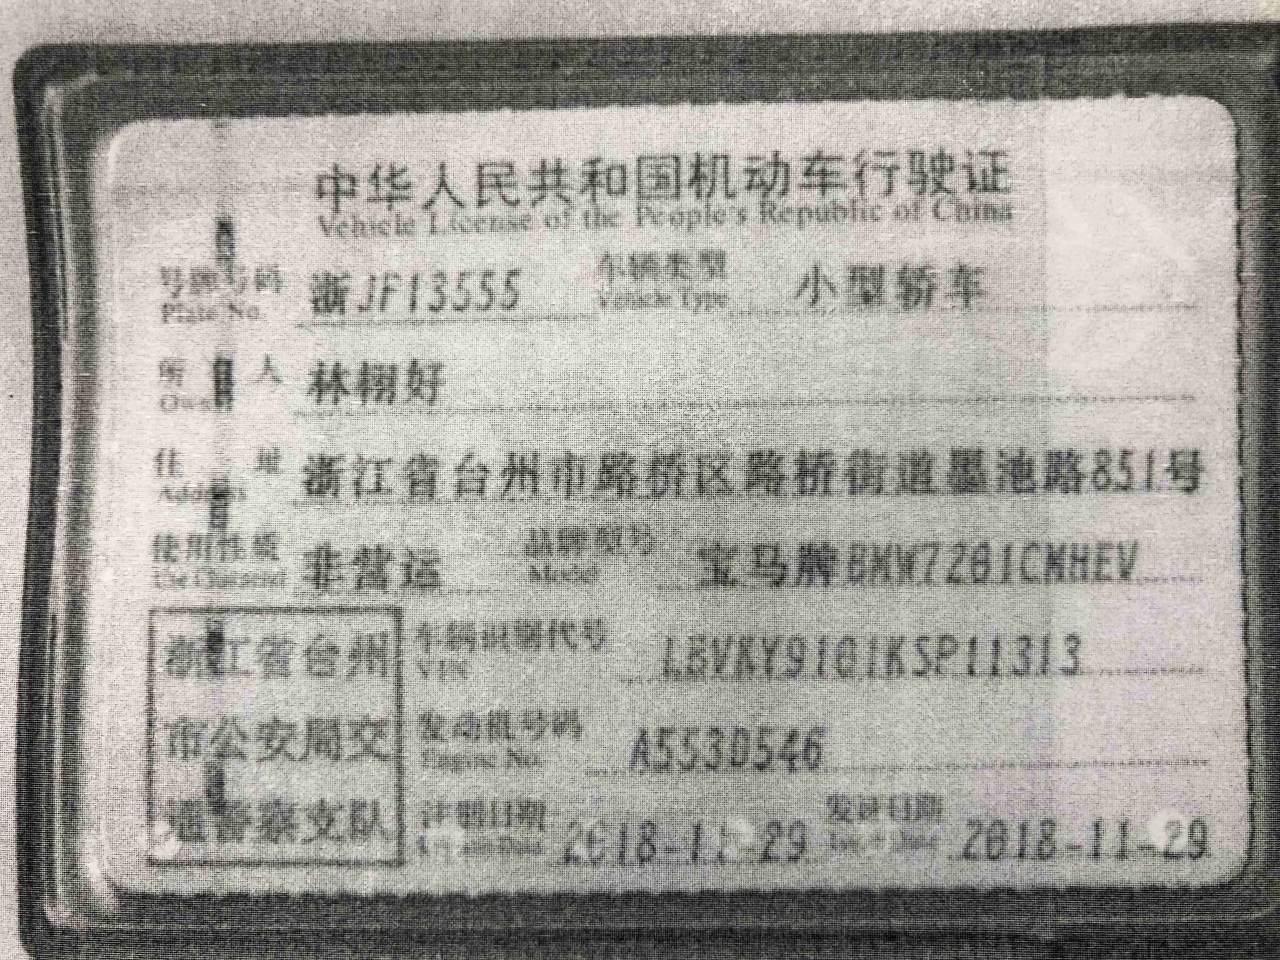 中华人民共和国机动车行驶证
Vehicle License of the People's Republic of China
号牌号码 浙JF13555 车辆类型 小型轿车
Plate No. Vehicle Type
所 人 林栩好
Owner
住 址 浙江省台州市路桥区路桥街道墨池路851号
Address
使用性质 非营运 品牌型号 宝马牌BMW7201CMHEV
Use Character Model
浙江省台州 车辆识别代号 LBVKY9101KSP11313
VIN
市公安局交 发动机号码 A553D546
Engine No.
通警察支队 注册日期 2018-11-29 发证日期 2018-11-29